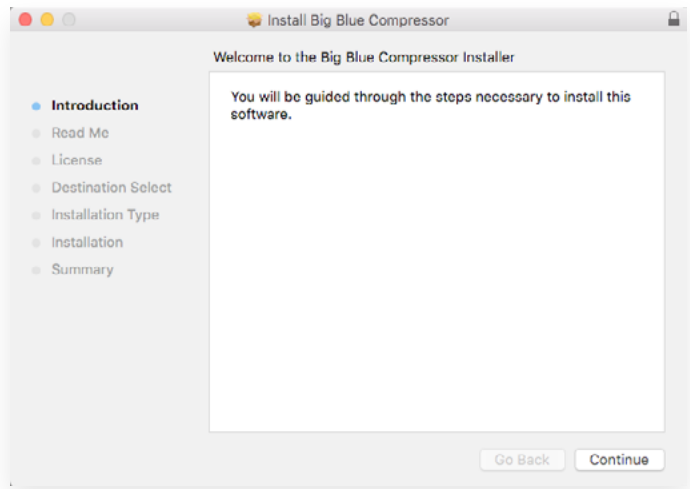 Install Big Blue Compressor
Welcome to the Big Blue Compressor Installer
Introduction
Read Me
License
Destination Select
Installation Type
Installation
Summary
You will be guided through the steps necessary to install this
software.
Go Back
Continue